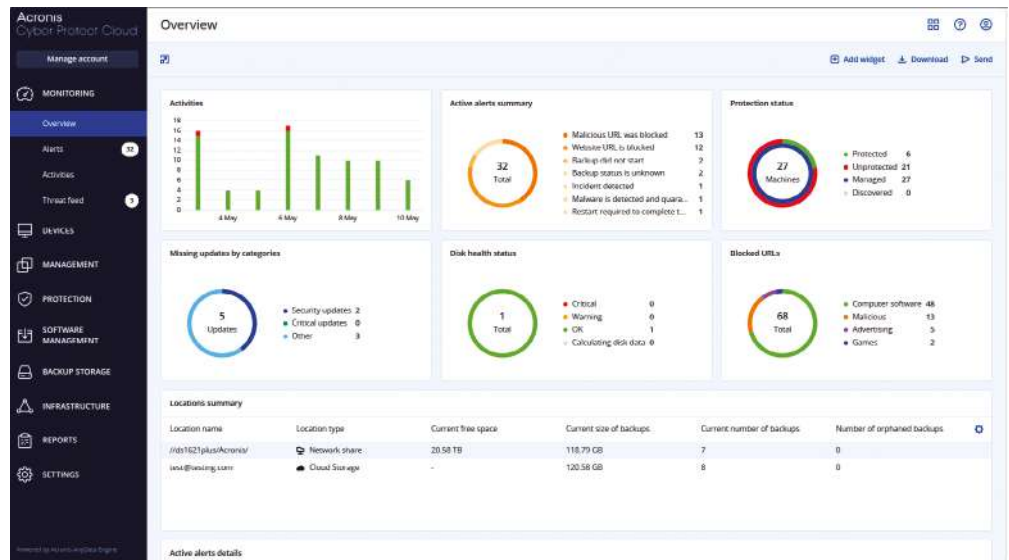 Acronis
Cyber Protect Cloud
Manage account
MONITORING
Overview
Alerts 32
Activities
Threat feed 3
DEVICES
MANAGEMENT
PROTECTION
SOFTWARE
MANAGEMENT
BACKUP STORAGE
INFRASTRUCTURE
REPORTS
SETTINGS
Powered by Acronis AnyData Engine
Overview
Add widget Download Send
Activities
18
16
14
12
10
8
6
4
2
0
4 May 6 May 8 May 10 May
Active alerts summary
32
Total
Malicious URL was blocked 13
Website URL is blocked 12
Backup did not start 2
Backup status is unknown 2
Incident detected 1
Malware is detected and quara... 1
Restart required to complete t... 1
Protection status
27
Machines
Protected 6
Unprotected 21
Managed 27
Discovered 0
Missing updates by categories
5
Updates
Security updates 2
Critical updates 0
Other 3
Disk health status
1
Total
Critical 0
Warning 0
OK 1
Calculating disk data 0
Blocked URLs
68
Total
Computer software 48
Malicious 13
Advertising 5
Games 2
Locations summary
Location name Location type Current free space Current size of backups Current number of backups Number of orphaned backups
//ds1621plus/Acronis/ Network share 20.58 TB 118.79 GB 7 0
test@testing.com Cloud Storage - 120.58 GB 8 0
Active alerts details